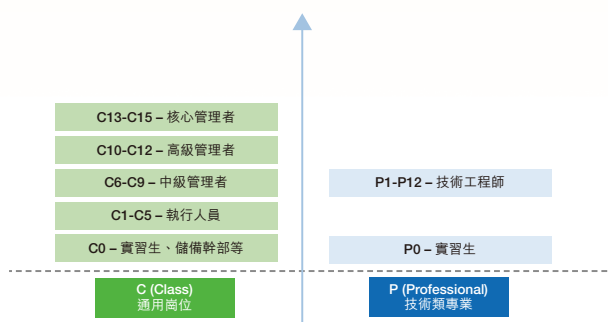 C13-C15 – 核心管理者
C10-C12 – 高級管理者
C6-C9 – 中級管理者
C1-C5 – 執行人員
C0 – 實習生、儲備幹部等
C (Class)
通用崗位
P1-P12 – 技術工程師
P0 – 實習生
P (Professional)
技術類專業